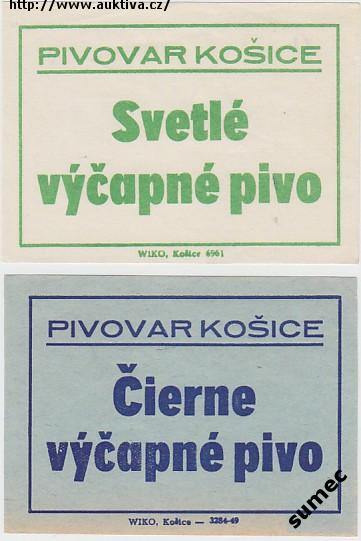 http://www.auktiva.cz/
PIVOVAR KOŠICE
Svetlé
výčapné pivo
WIKO, Košice 6961
PIVOVAR KOŠICE
Čierne
výčapné pivo
WIKO, Košice — 3284-49
sumec